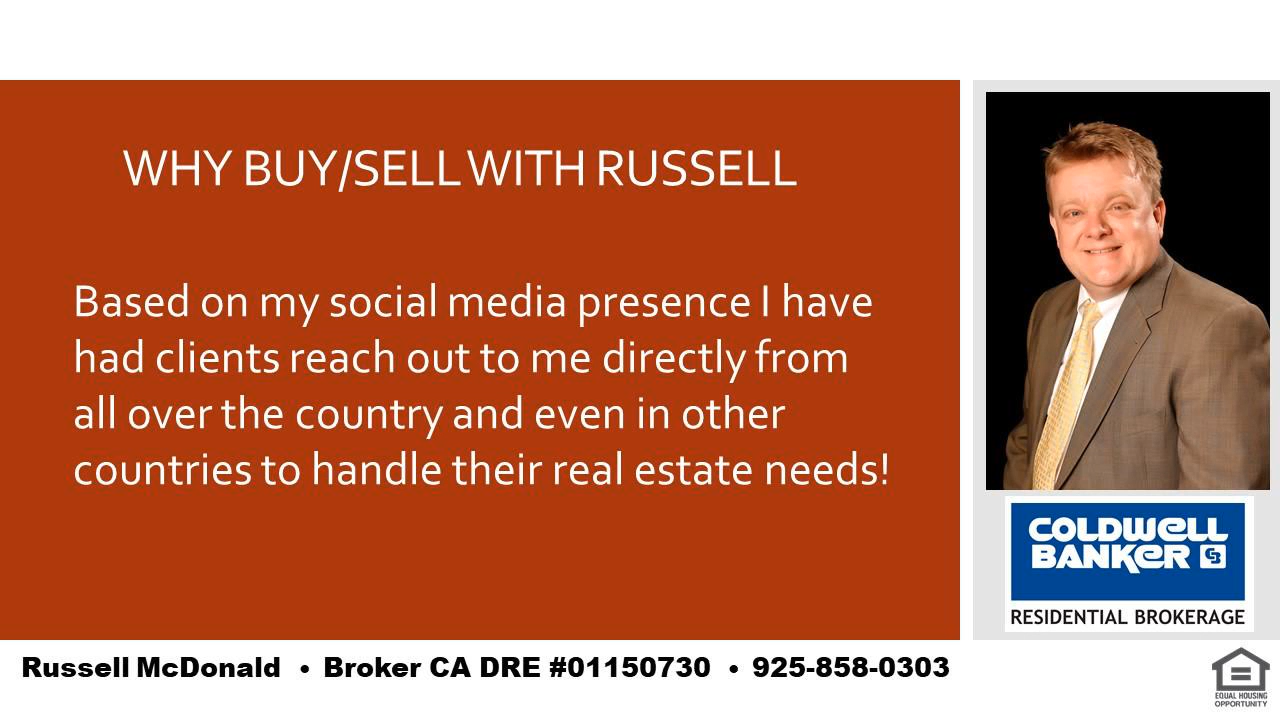 WHY BUY/SELL WITH RUSSELL
Based on my social media presence I have
had clients reach out to me directly from
all over the country and even in other
countries to handle their real estate needs!
COLDWELL
BANKER CB
RESIDENTIAL BROKERAGE
Russell McDonald • Broker CA DRE #01150730 • 925-858-0303
EQUAL HOUSING
OPPORTUNITY